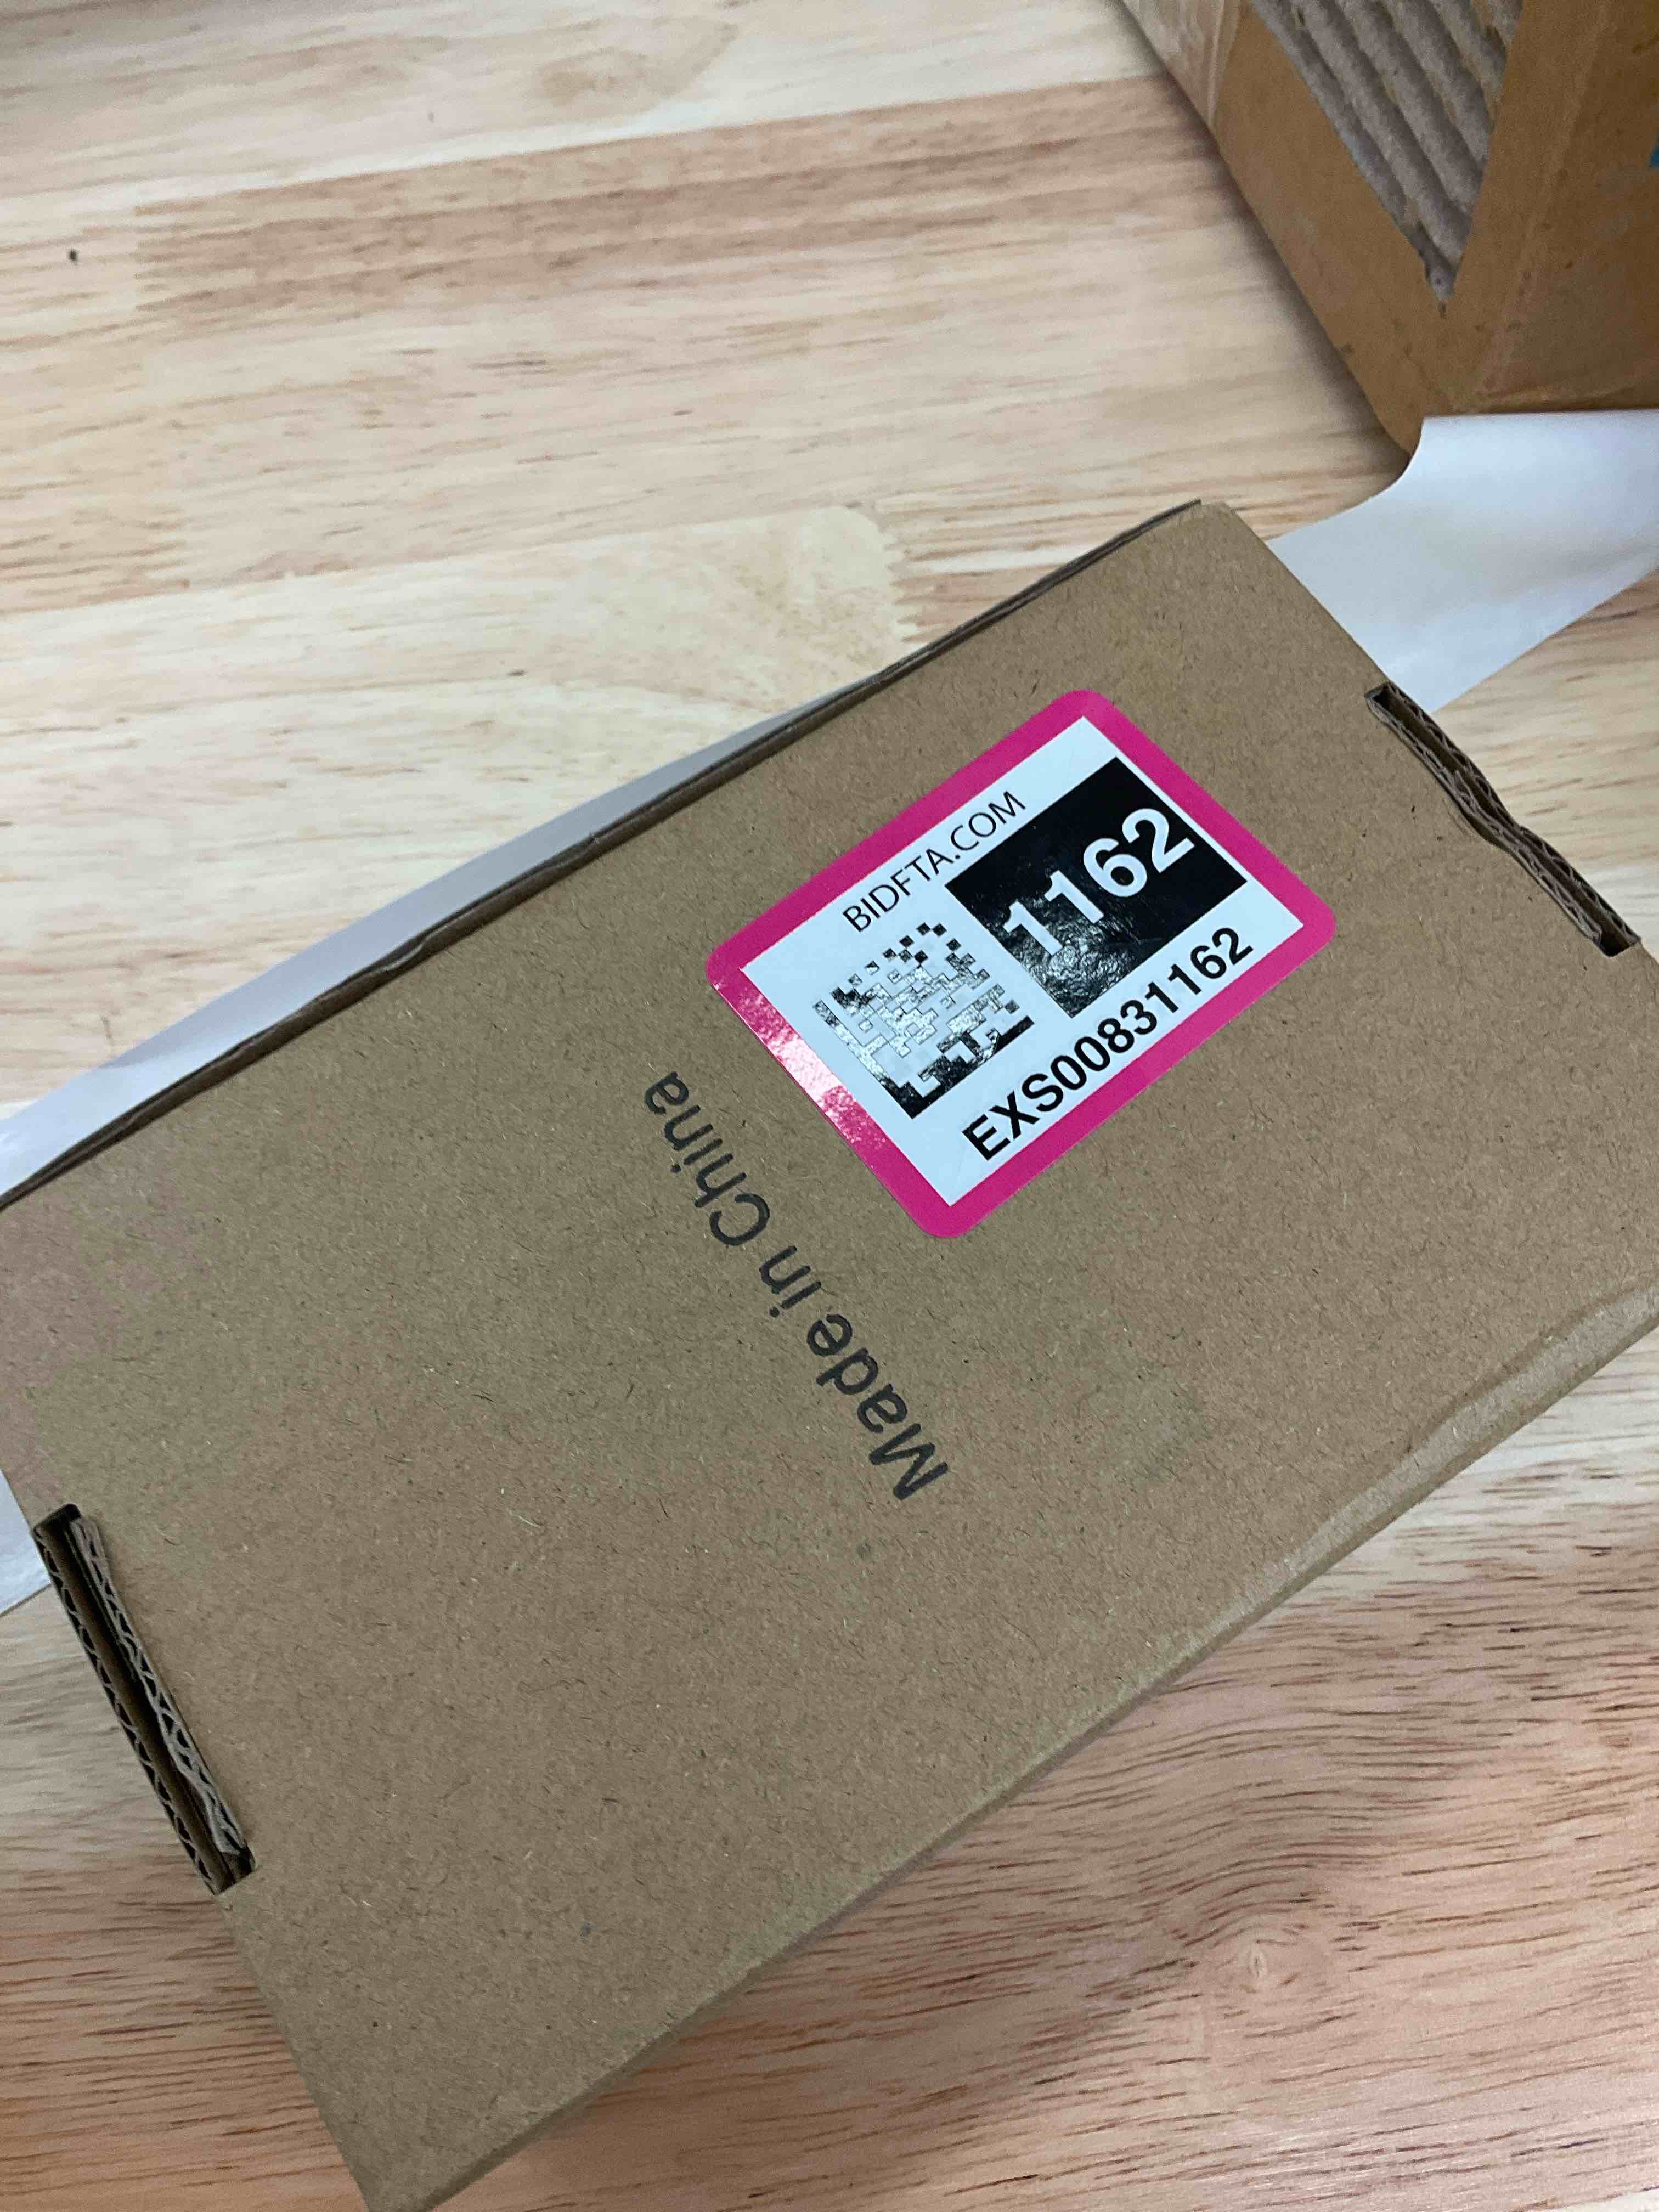 BIDFTA.COM
1162
EXS00831162
Made in China